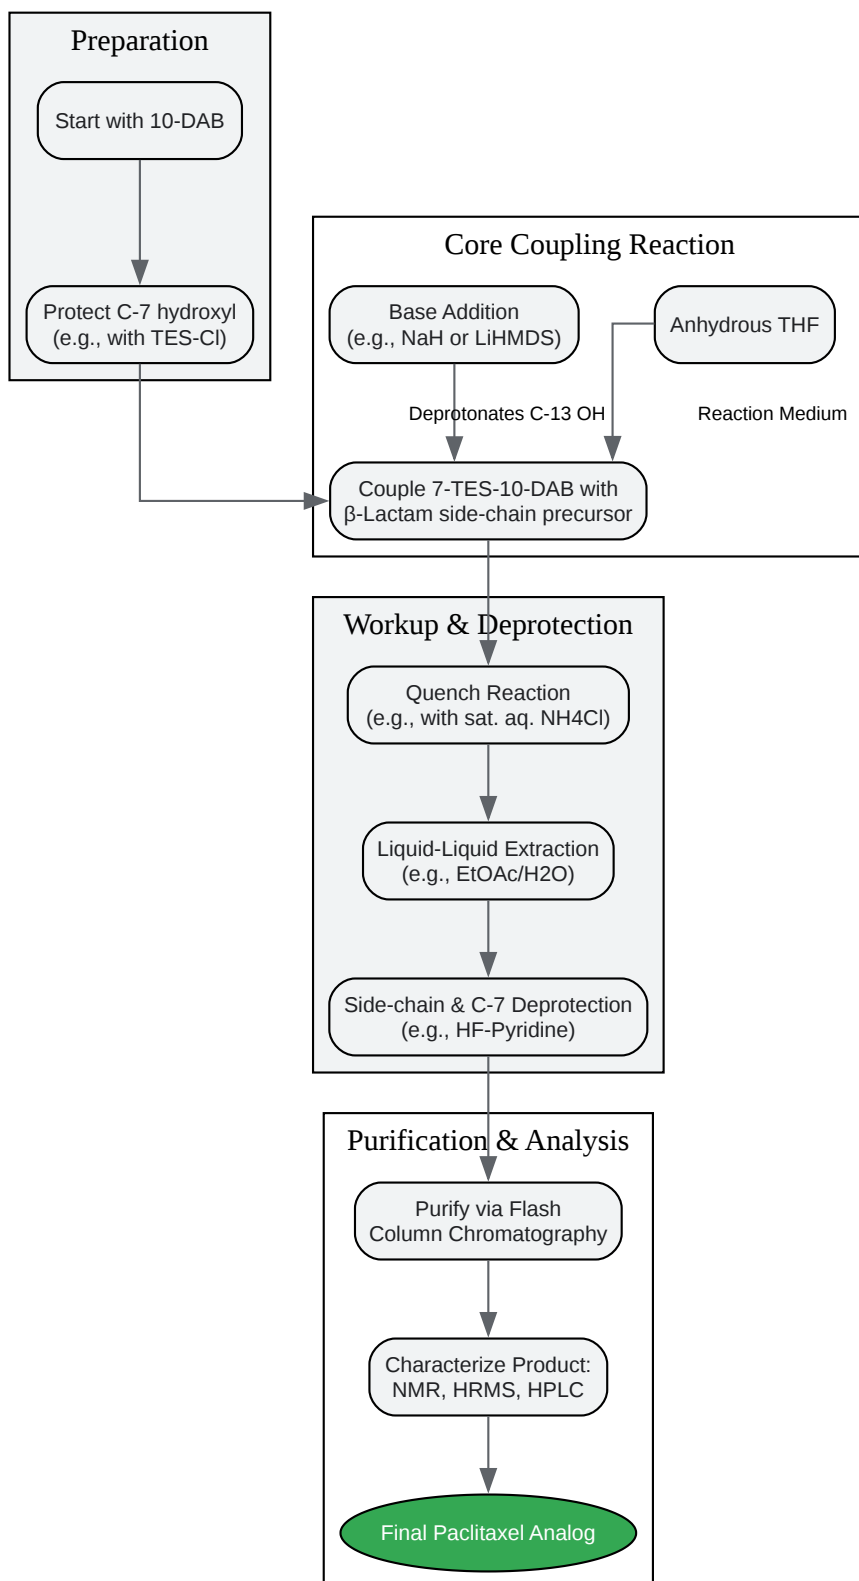 Preparation
Start with 10-DAB
Protect C-7 hydroxyl
(e.g., with TES-Cl)
Core Coupling Reaction
Base Addition
(e.g., NaH or LiHMDS)
Anhydrous THF
Deprotonates C-13 OH
Reaction Medium
Couple 7-TES-10-DAB with
β-Lactam side-chain precursor
Workup & Deprotection
Quench Reaction
(e.g., with sat. aq. NH4Cl)
Liquid-Liquid Extraction
(e.g., EtOAc/H2O)
Side-chain & C-7 Deprotection
(e.g., HF-Pyridine)
Purification & Analysis
Purify via Flash
Column Chromatography
Characterize Product:
NMR, HRMS, HPLC
Final Paclitaxel Analog